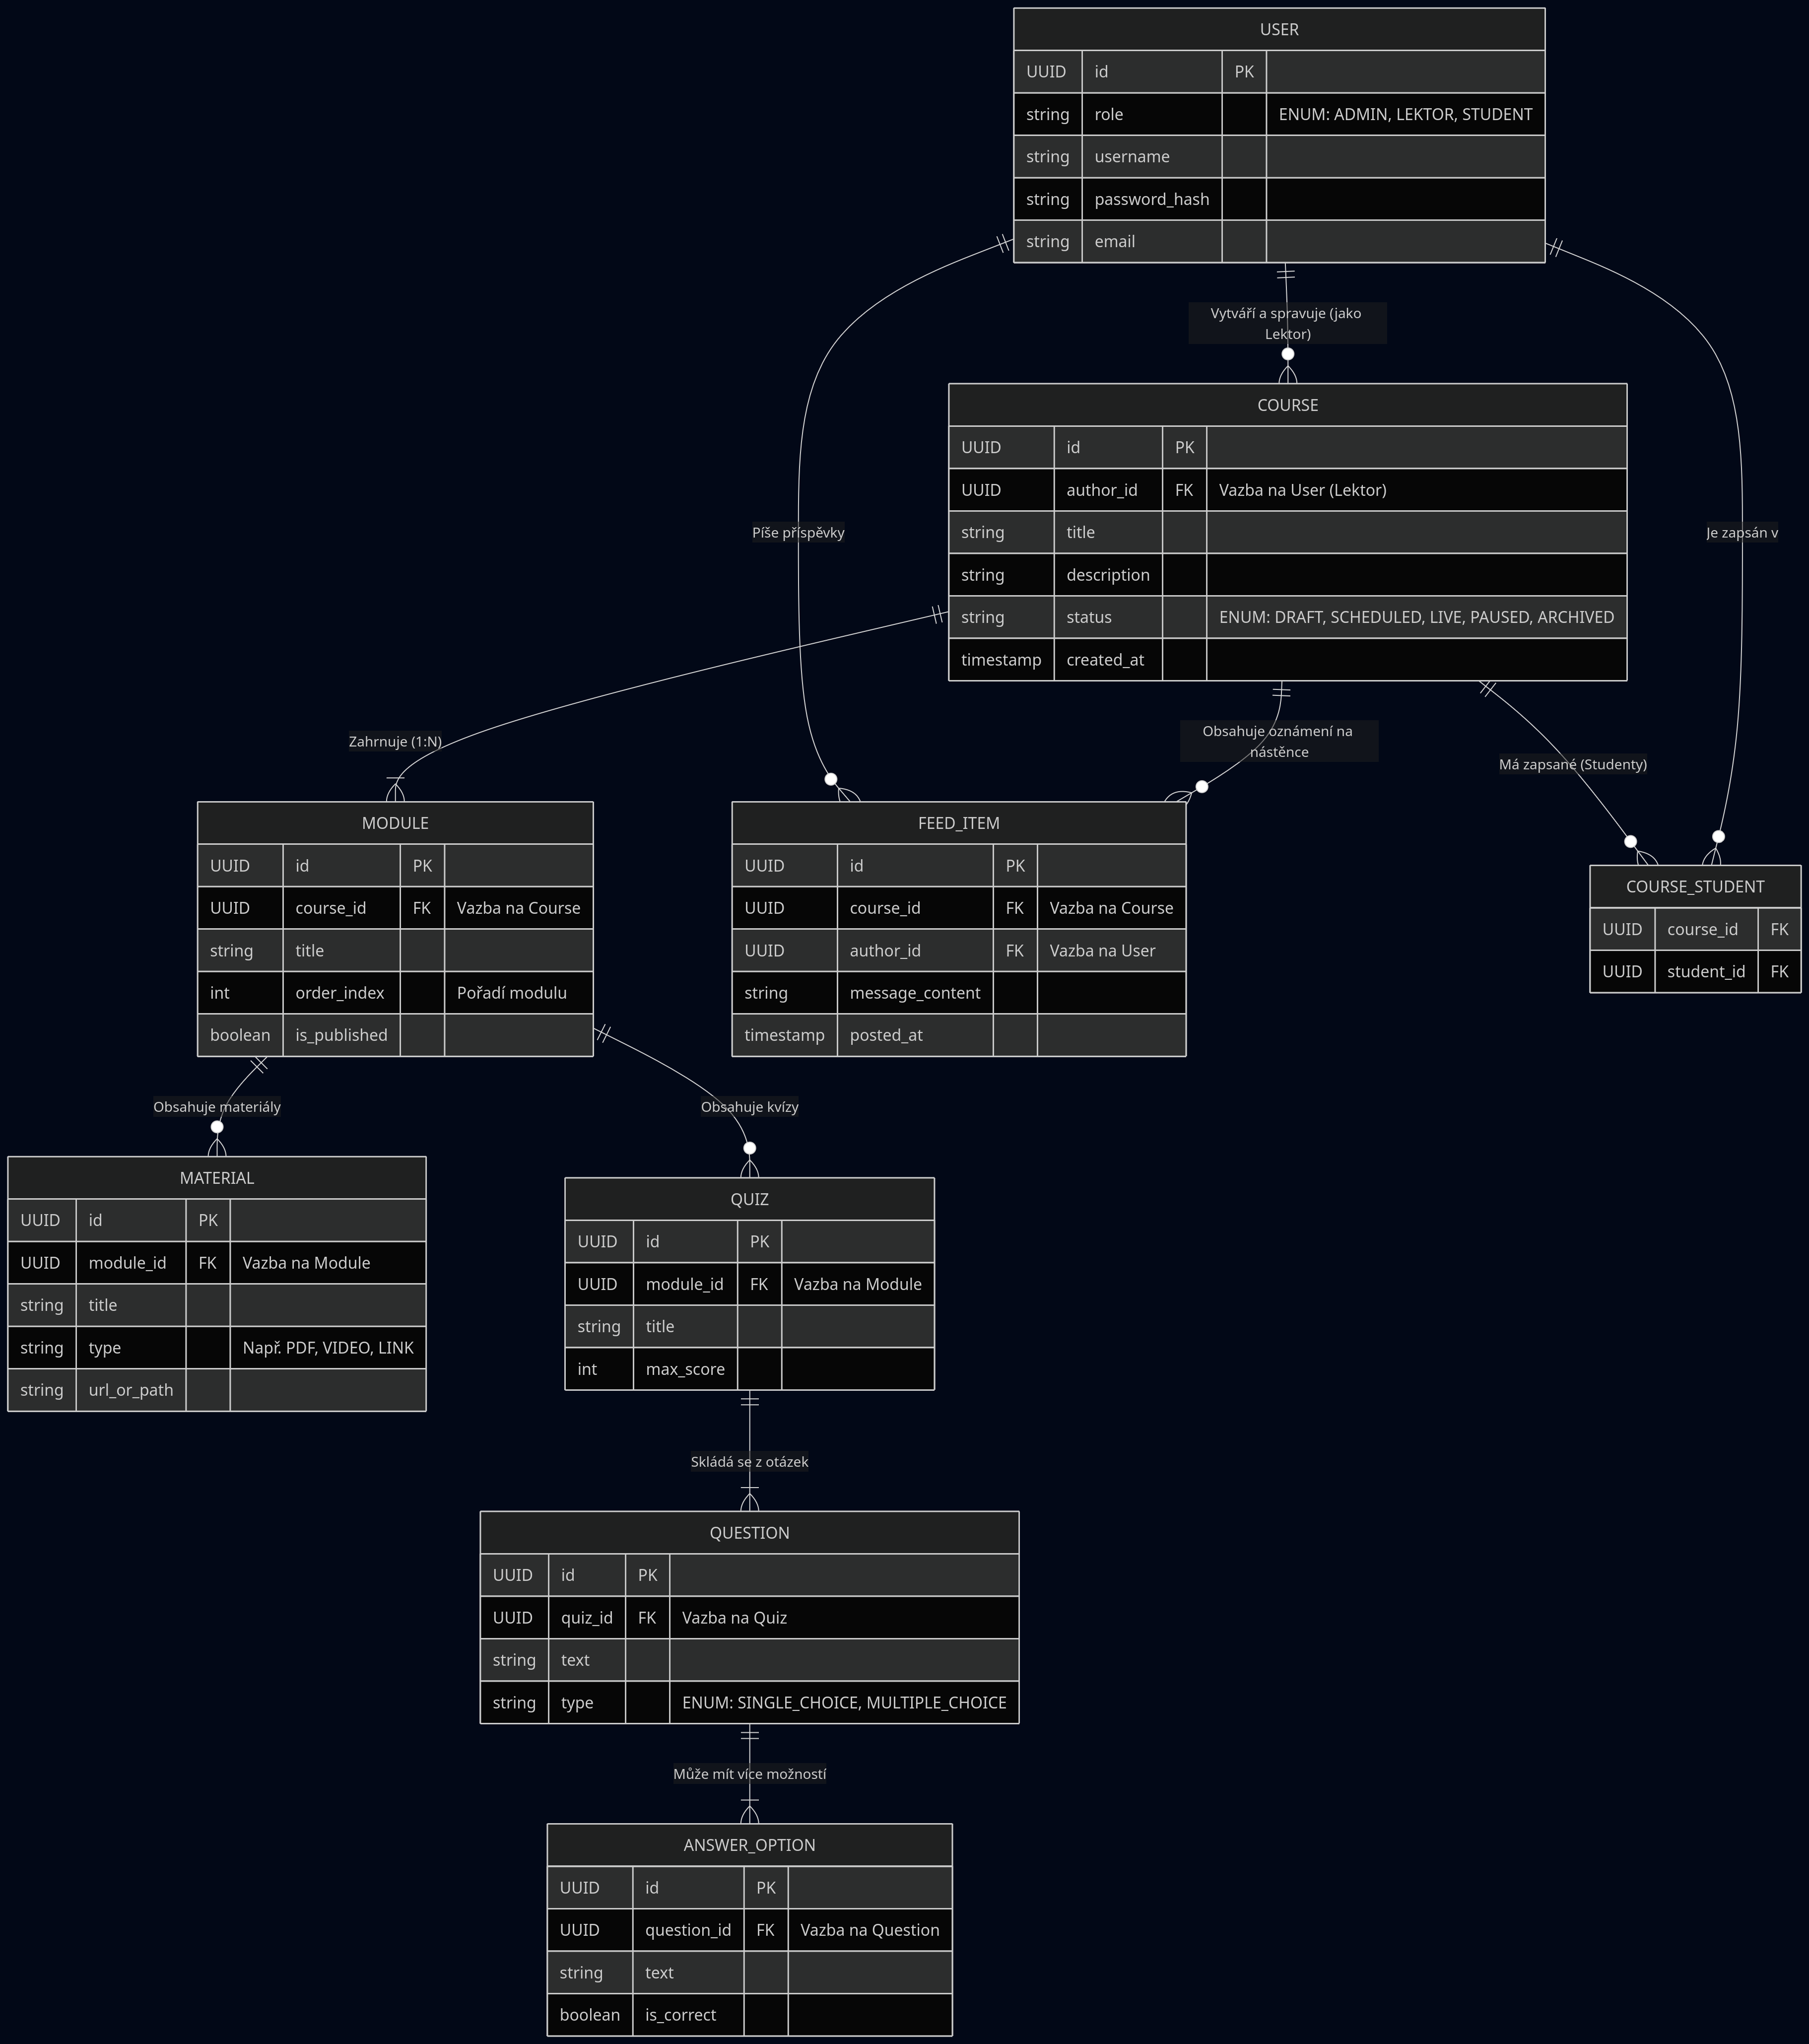 USER
UUID id PK
string role ENUM: ADMIN, LEKTOR, STUDENT
string username
string password_hash
string email
Vytváří a spravuje (jako
Lektor)
COURSE
UUID id PK
UUID author_id FK Vazba na User (Lektor)
string title
string description
string status ENUM: DRAFT, SCHEDULED, LIVE, PAUSED, ARCHIVED
timestamp created_at
Píše příspěvky
Je zapsán v
Zahrnuje (1:N)
Obsahuje oznámení na
nástěnce
Má zapsané (Studenty)
MODULE
UUID id PK
UUID course_id FK Vazba na Course
string title
int order_index Pořadí modulu
boolean is_published
FEED_ITEM
UUID id PK
UUID course_id FK Vazba na Course
UUID author_id FK Vazba na User
string message_content
timestamp posted_at
COURSE_STUDENT
UUID course_id FK
UUID student_id FK
Obsahuje materiály
Obsahuje kvízy
MATERIAL
UUID id PK
UUID module_id FK Vazba na Module
string title
string type Např. PDF, VIDEO, LINK
string url_or_path
QUIZ
UUID id PK
UUID module_id FK Vazba na Module
string title
int max_score
Skládá se z otázek
QUESTION
UUID id PK
UUID quiz_id FK Vazba na Quiz
string text
string type ENUM: SINGLE_CHOICE, MULTIPLE_CHOICE
Může mít více možností
ANSWER_OPTION
UUID id PK
UUID question_id FK Vazba na Question
string text
boolean is_correct